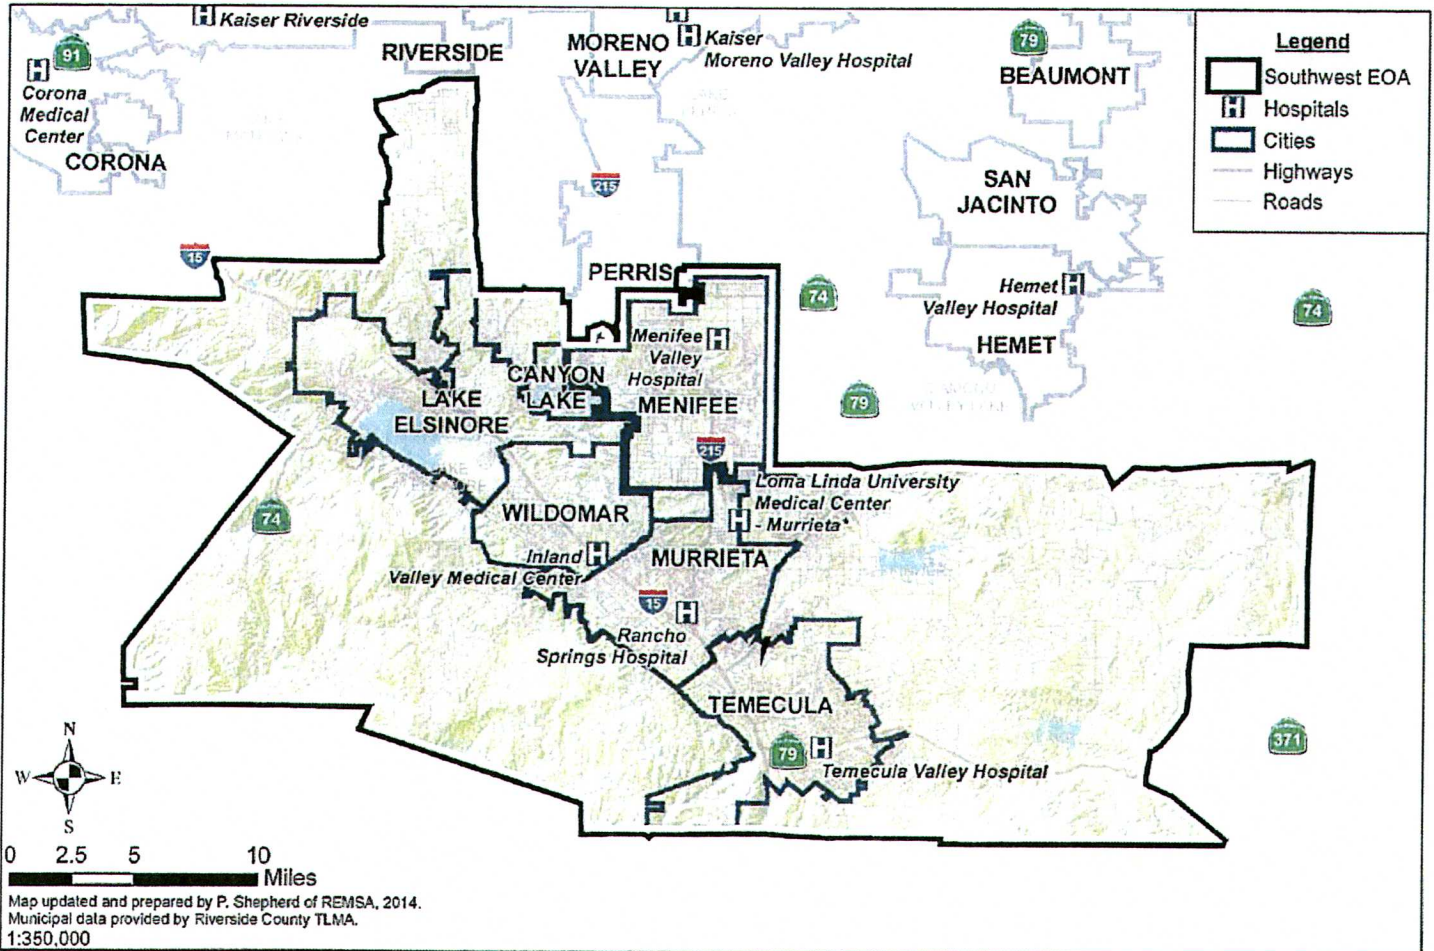 Kaiser Riverside
91
Corona
Medical
Center
CORONA
RIVERSIDE
MORENO
VALLEY
Kaiser
Moreno Valley Hospital
79
BEAUMONT
Legend
Southwest EOA
Hospitals
Cities
Highways
Roads
215
SAN
JACINTO
15
PERRIS
74
Hemet
Valley Hospital
74
HEMET
Menifee
Valley
Hospital
CANYON
LAKE
LAKE
ELSINORE
MENIFEE
79
215
74
WILDOMAR
Loma Linda University
Medical Center
- Murrieta*
Inland
Valley Medical Center
MURRIETA
15
Rancho
Springs Hospital
TEMECULA
79
Temecula Valley Hospital
371
N
W E
S
0 2.5 5 10
Miles
Map updated and prepared by P. Shepherd of REMSA, 2014.
Municipal data provided by Riverside County TLMA.
1:350,000